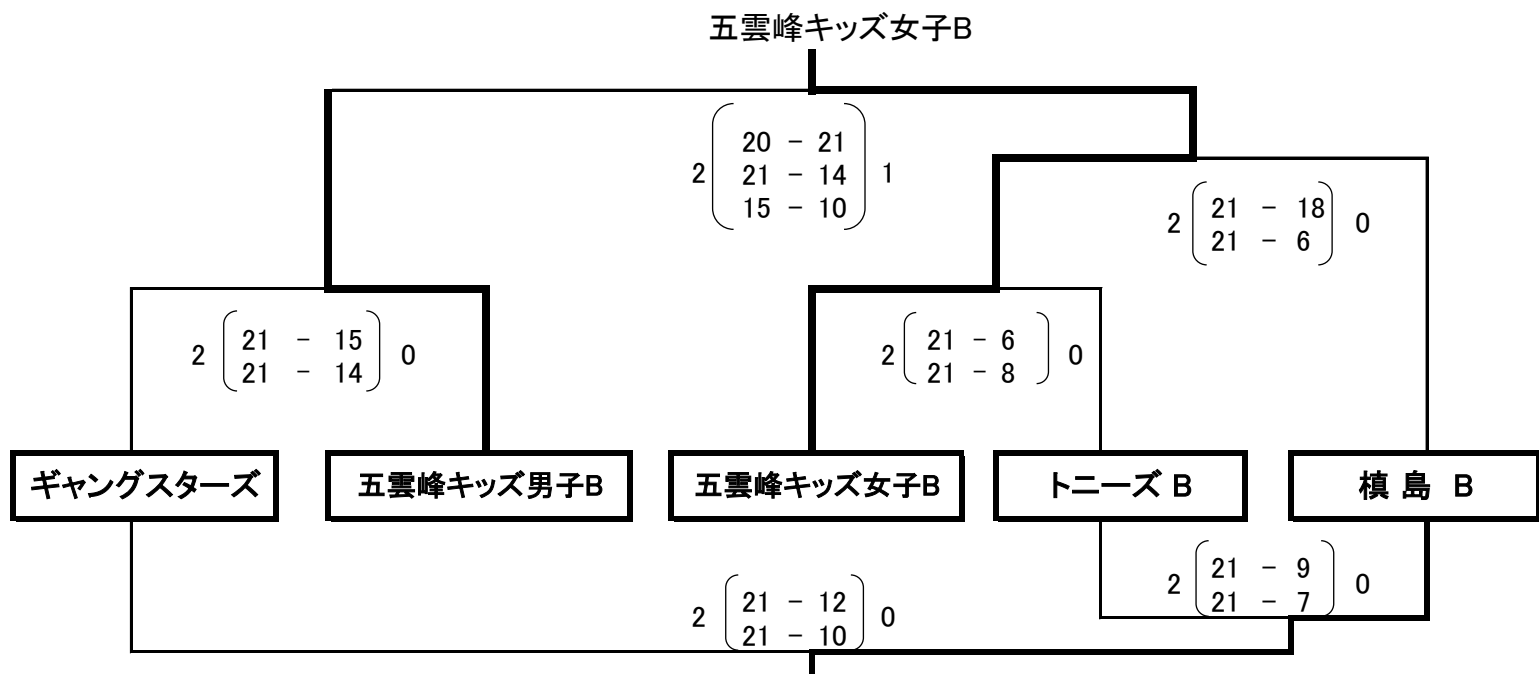 五雲峰キッズ女子B
20 - 21
2 21 - 14 1
15 - 10
21 - 18
2 0
21 - 6
21 - 15
2 0
21 - 14
21 - 6
2 0
21 - 8
ギャングスターズ 五雲峰キッズ男子B 五雲峰キッズ女子B トニーズ B 槙 島 B
21 - 9
2 0
21 - 7
21 - 12
2 0
21 - 10